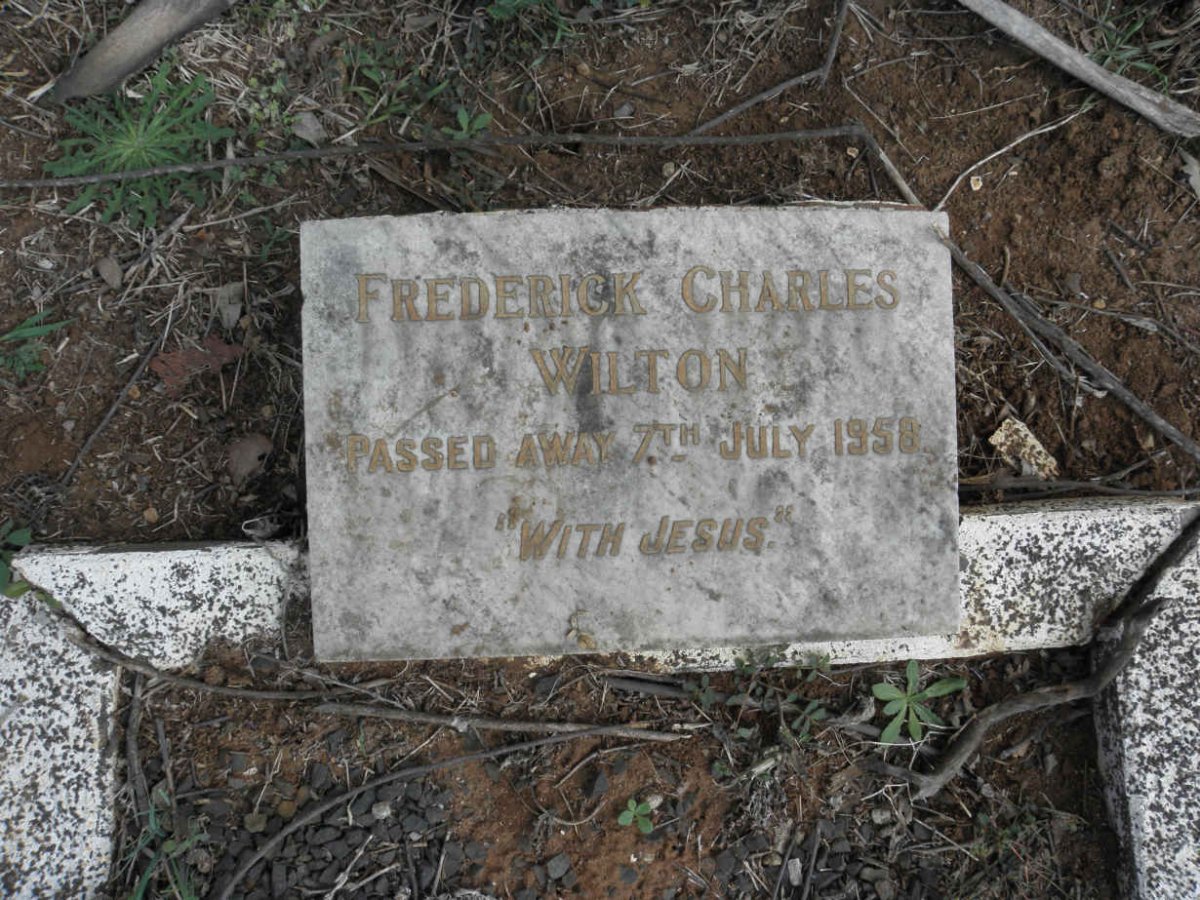 FREDERICK CHARLES
WILTON
PASSED AWAY 7TH JULY 1958.
"WITH JESUS."